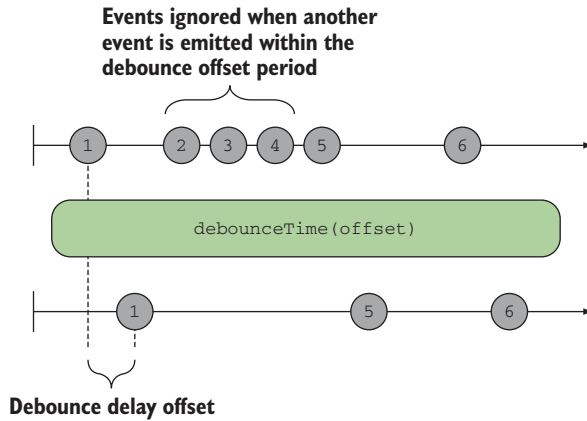 Events ignored when another
event is emitted within the
debounce offset period
1 2 3 4 5 6
debounceTime(offset)
1 5 6
Debounce delay offset